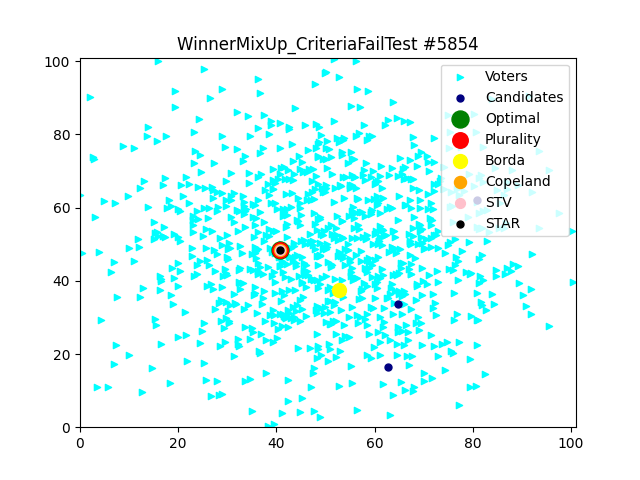 WinnerMixUp_CriteriaFailTest #5854
100
80
60
40
20
0
0
20
40
60
80
100
Voters
Candidates
Optimal
Plurality
Borda
Copeland
STV
STAR